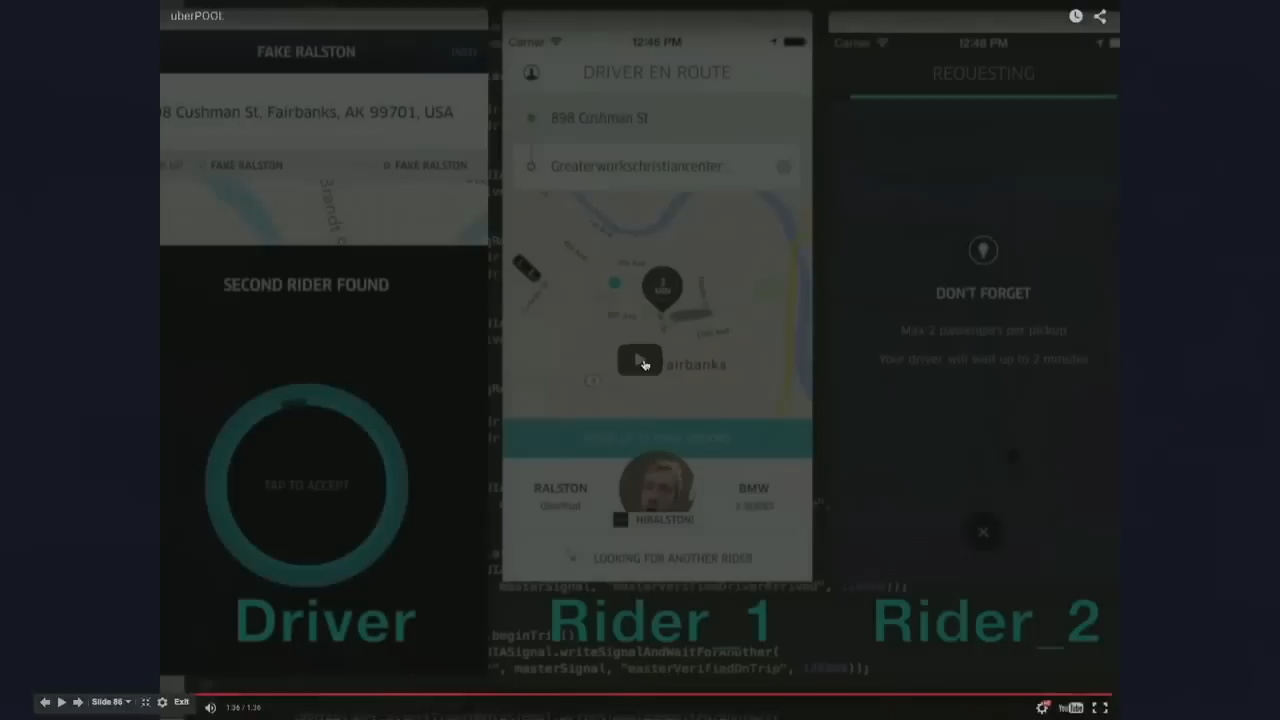 uberPOOL
FAKE RALSTON
8 Cushman St, Fairbanks, AK 99701, USA
FAKE RALSTON
FAKE RALSTON
SECOND RIDER FOUND
TAP TO ACCEPT
Driver
Carrier
12:46 PM
DRIVER EN ROUTE
898 Cushman St
Greaterworkschristiancenter
airbanks
RALSTON
BMW
HIRALSTON!
LOOKING FOR ANOTHER RIDER
Rider_1
Carrier
12:46 PM
REQUESTING
DON'T FORGET
Max 2 passengers per pickup
Your driver will wait up to 2 minutes
Rider_2
masterSignal, "masterVerifiedDriverArrived",
.beginTrip()
UIASignal.writeSignalAndWaitForAnother(
", masterSignal, "masterVerifiedOnTrip",
Slide 86
Exit
1:36 / 1:36
YouTube